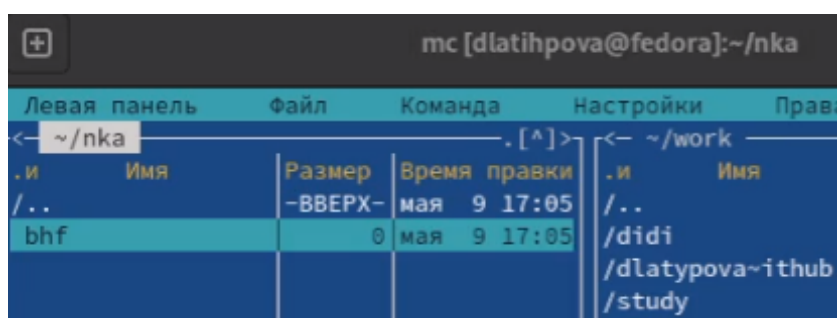 mc [dlatihpova@fedora]:~/nka
Левая панель Файл Команда Настройки Права
<— ~/nka .[^]>
<— ~/work
.и Имя Размер Время правки
.и Имя
/.. -ВВЕРХ- мая 9 17:05
/..
bhf 0 мая 9 17:05
/didi
/dlatypova~ithub
/study